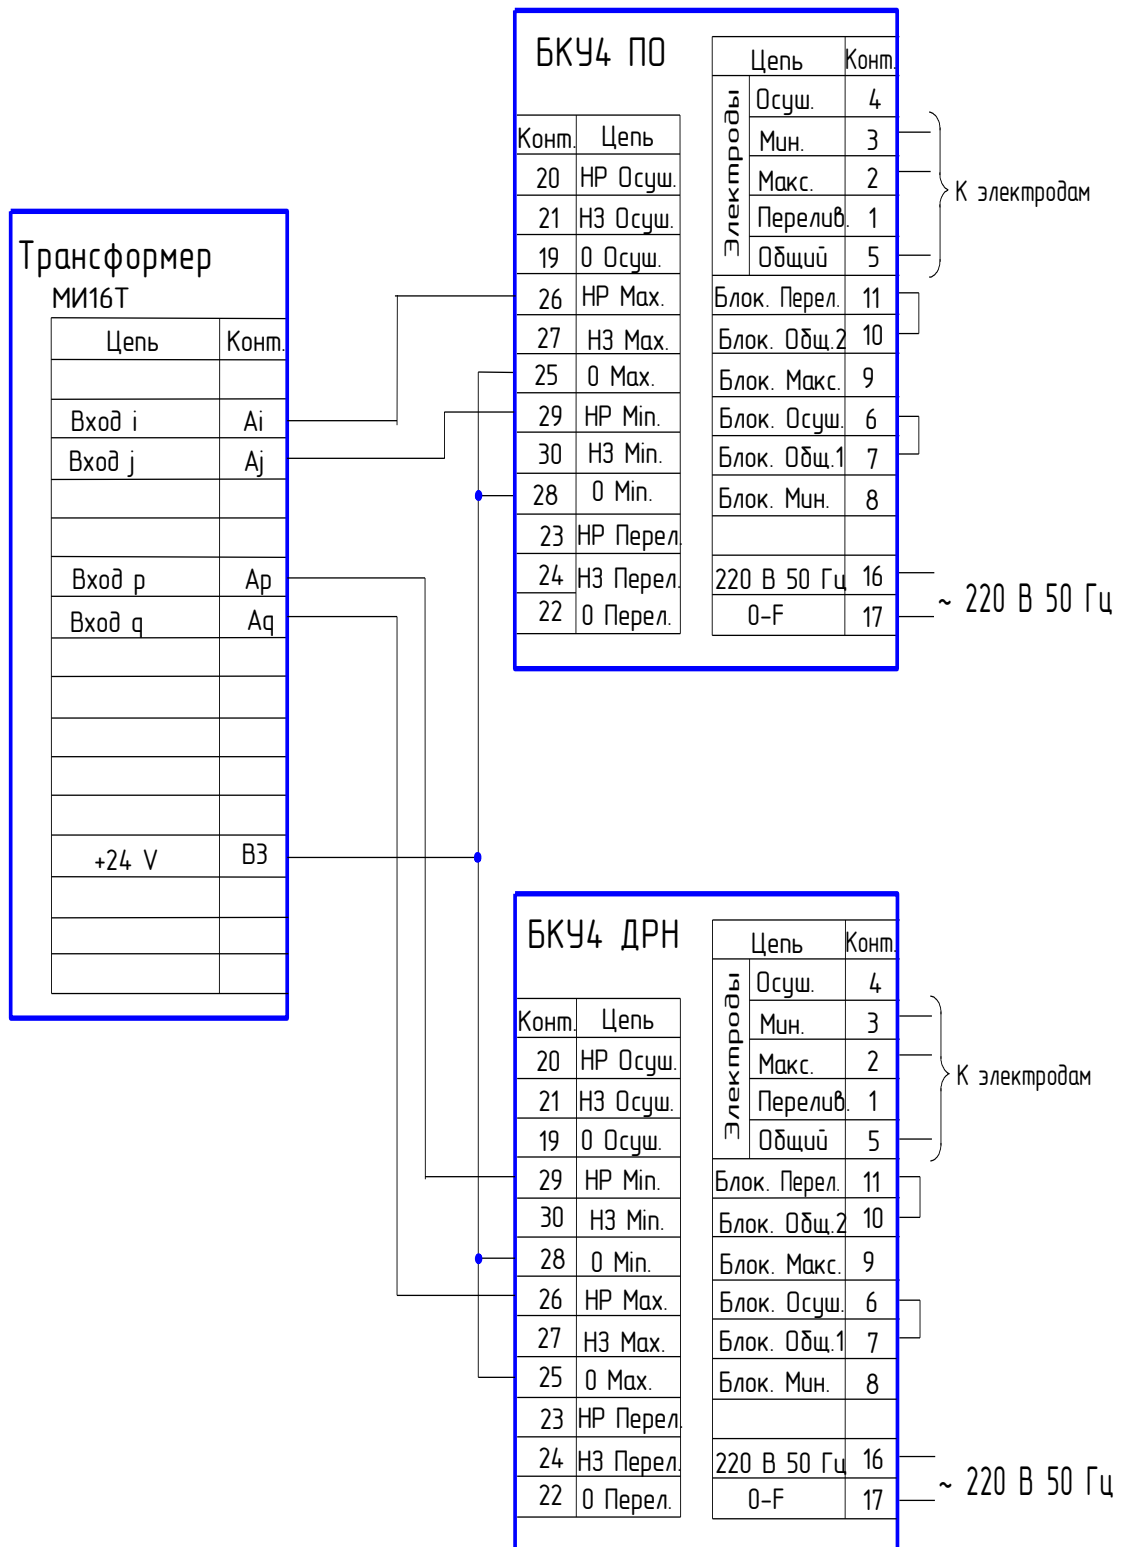 БКУ4 ПО
Цепь Конт.
Электроды
Осуш. 4
Мин. 3
Макс. 2
Перелив. 1
Общий 5
К электродам
Блок. Перел. 11
Блок. Общ.2 10
Блок. Макс. 9
Блок. Осуш. 6
Блок. Общ.1 7
Блок. Мин. 8
220 В 50 Гц 16
0-F 17
~ 220 В 50 Гц
Конт. Цепь
20 НР Осуш.
21 НЗ Осуш.
19 0 Осуш.
26 НР Max.
27 НЗ Max.
25 0 Max.
29 НР Min.
30 НЗ Min.
28 0 Min.
23 НР Перел.
24 НЗ Перел.
22 0 Перел.
Трансформер
МИ16Т
Цепь Конт.
Вход i Ai
Вход j Aj
Вход p Ap
Вход q Aq
+24 V B3
БКУ4 ДРН
Цепь Конт.
Электроды
Осуш. 4
Мин. 3
Макс. 2
Перелив. 1
Общий 5
К электродам
Блок. Перел. 11
Блок. Общ.2 10
Блок. Макс. 9
Блок. Осуш. 6
Блок. Общ.1 7
Блок. Мин. 8
220 В 50 Гц 16
0-F 17
~ 220 В 50 Гц
Конт. Цепь
20 НР Осуш.
21 НЗ Осуш.
19 0 Осуш.
29 НР Min.
30 НЗ Min.
28 0 Min.
26 НР Max.
27 НЗ Max.
25 0 Max.
23 НР Перел.
24 НЗ Перел.
22 0 Перел.